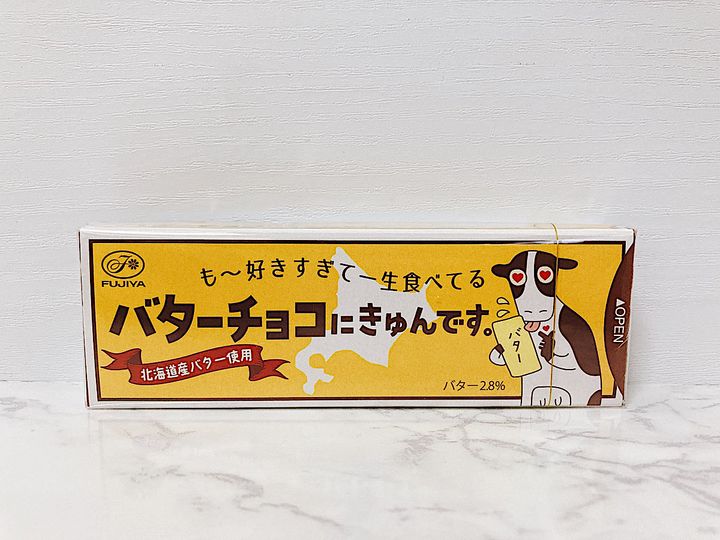 FUJIYA
も～好きすぎて一生食べてる
バターチョコにきゅんです。
北海道産バター使用
バター
バター2.8%
▲OPEN